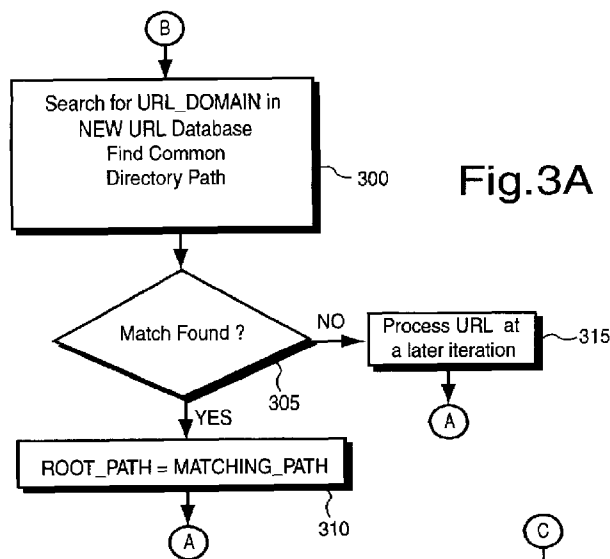 B
Search for URL_DOMAIN in
NEW URL Database
Find Common
Directory Path
300
Fig.3A
Match Found ?
NO
Process URL at
a later iteration
315
305
YES
A
ROOT_PATH = MATCHING_PATH
310
A
C